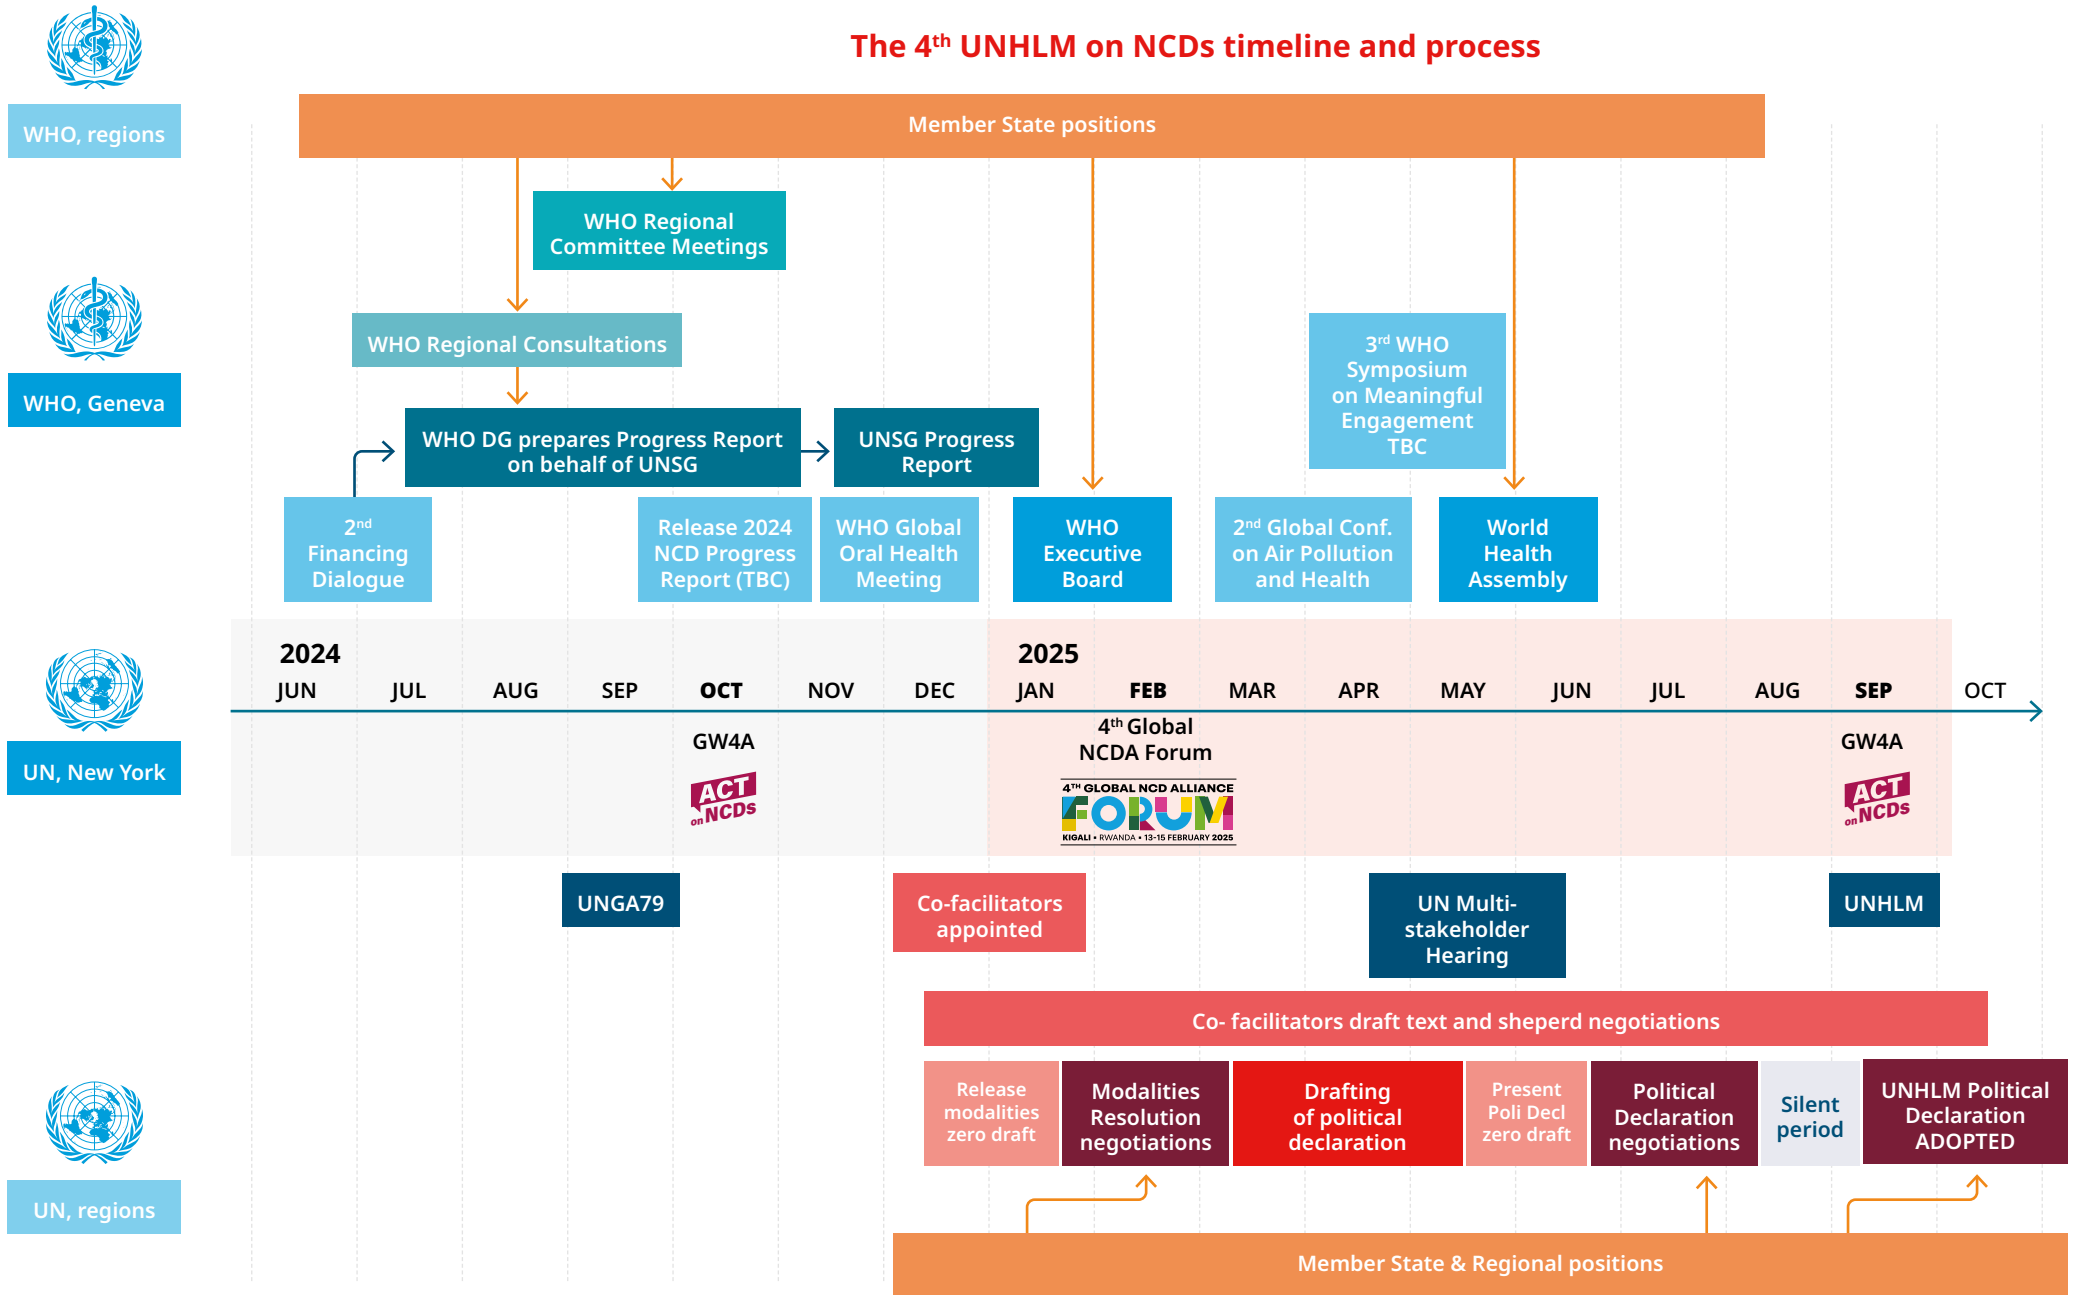 The 4th UNHLM on NCDs timeline and process
WHO, regions
Member State positions
WHO Regional
Committee Meetings
WHO, Geneva
WHO Regional Consultations
3rd WHO
Symposium
on Meaningful
Engagement
TBC
WHO DG prepares Progress Report
on behalf of UNSG
UNSG Progress
Report
2nd
Financing
Dialogue
Release 2024
NCD Progress
Report (TBC)
WHO Global
Oral Health
Meeting
WHO
Executive
Board
2nd Global Conf.
on Air Pollution
and Health
World
Health
Assembly
2024 2025
JUN JUL AUG SEP OCT NOV DEC JAN FEB MAR APR MAY JUN JUL AUG SEP OCT
UN, New York
GW4A
ACT
on NCDs
4th Global
NCDA Forum
4TH GLOBAL NCD ALLIANCE
FORUM
KIGALI • RWANDA • 13-15 FEBRUARY 2025
GW4A
ACT
on NCDs
UNGA79
Co-facilitators
appointed
UN Multi-
stakeholder
Hearing
UNHLM
Co- facilitators draft text and sheperd negotiations
Release
modalities
zero draft
Modalities
Resolution
negotiations
Drafting
of political
declaration
Present
Poli Decl
zero draft
Political
Declaration
negotiations
Silent
period
UNHLM Political
Declaration
ADOPTED
UN, regions
Member State & Regional positions